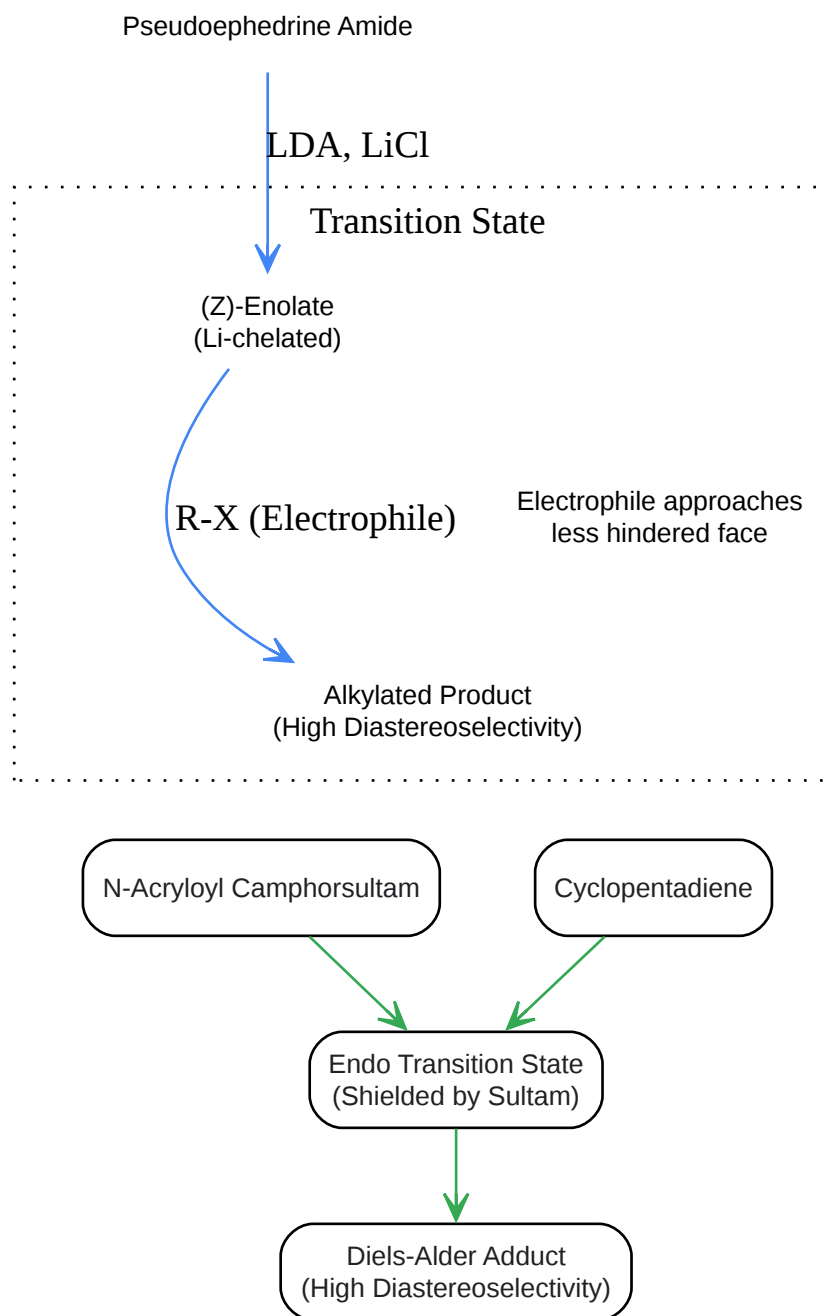 Pseudoephedrine Amide
LDA, LiCl
Transition State
(Z)-Enolate
(Li-chelated)
R-X (Electrophile)
Electrophile approaches
less hindered face
Alkylated Product
(High Diastereoselectivity)
N-Acryloyl Camphorsultam
Cyclopentadiene
Endo Transition State
(Shielded by Sultam)
Diels-Alder Adduct
(High Diastereoselectivity)